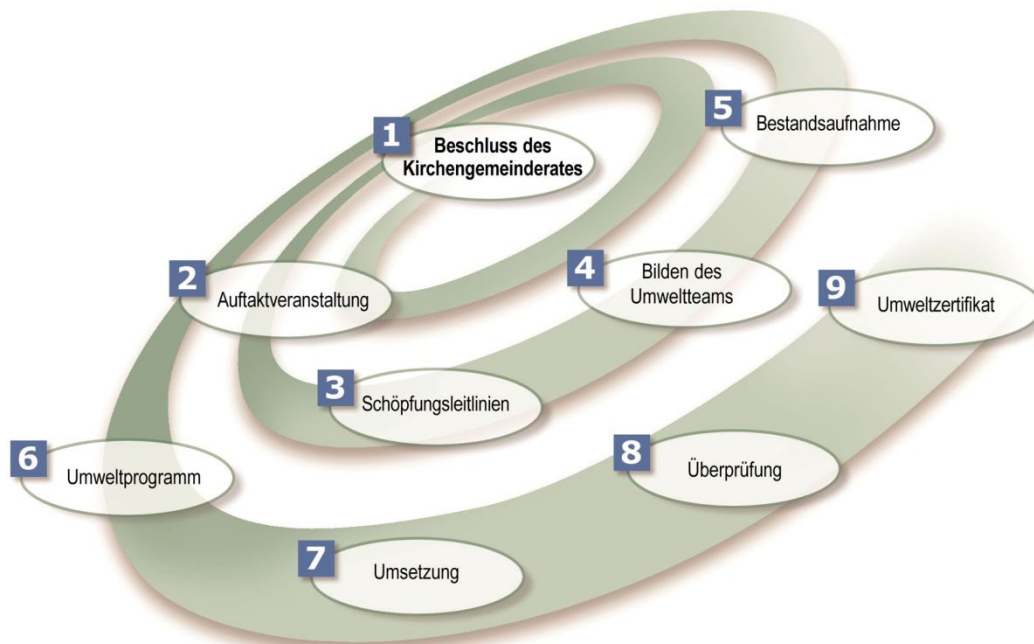 1
Beschluss des
Kirchengemeinderates
2
Auftaktveranstaltung
3
Schöpfungsleitlinien
4
Bilden des
Umweltteams
5
Bestandsaufnahme
6
Umweltprogramm
7
Umsetzung
8
Überprüfung
9
Umweltzertifikat